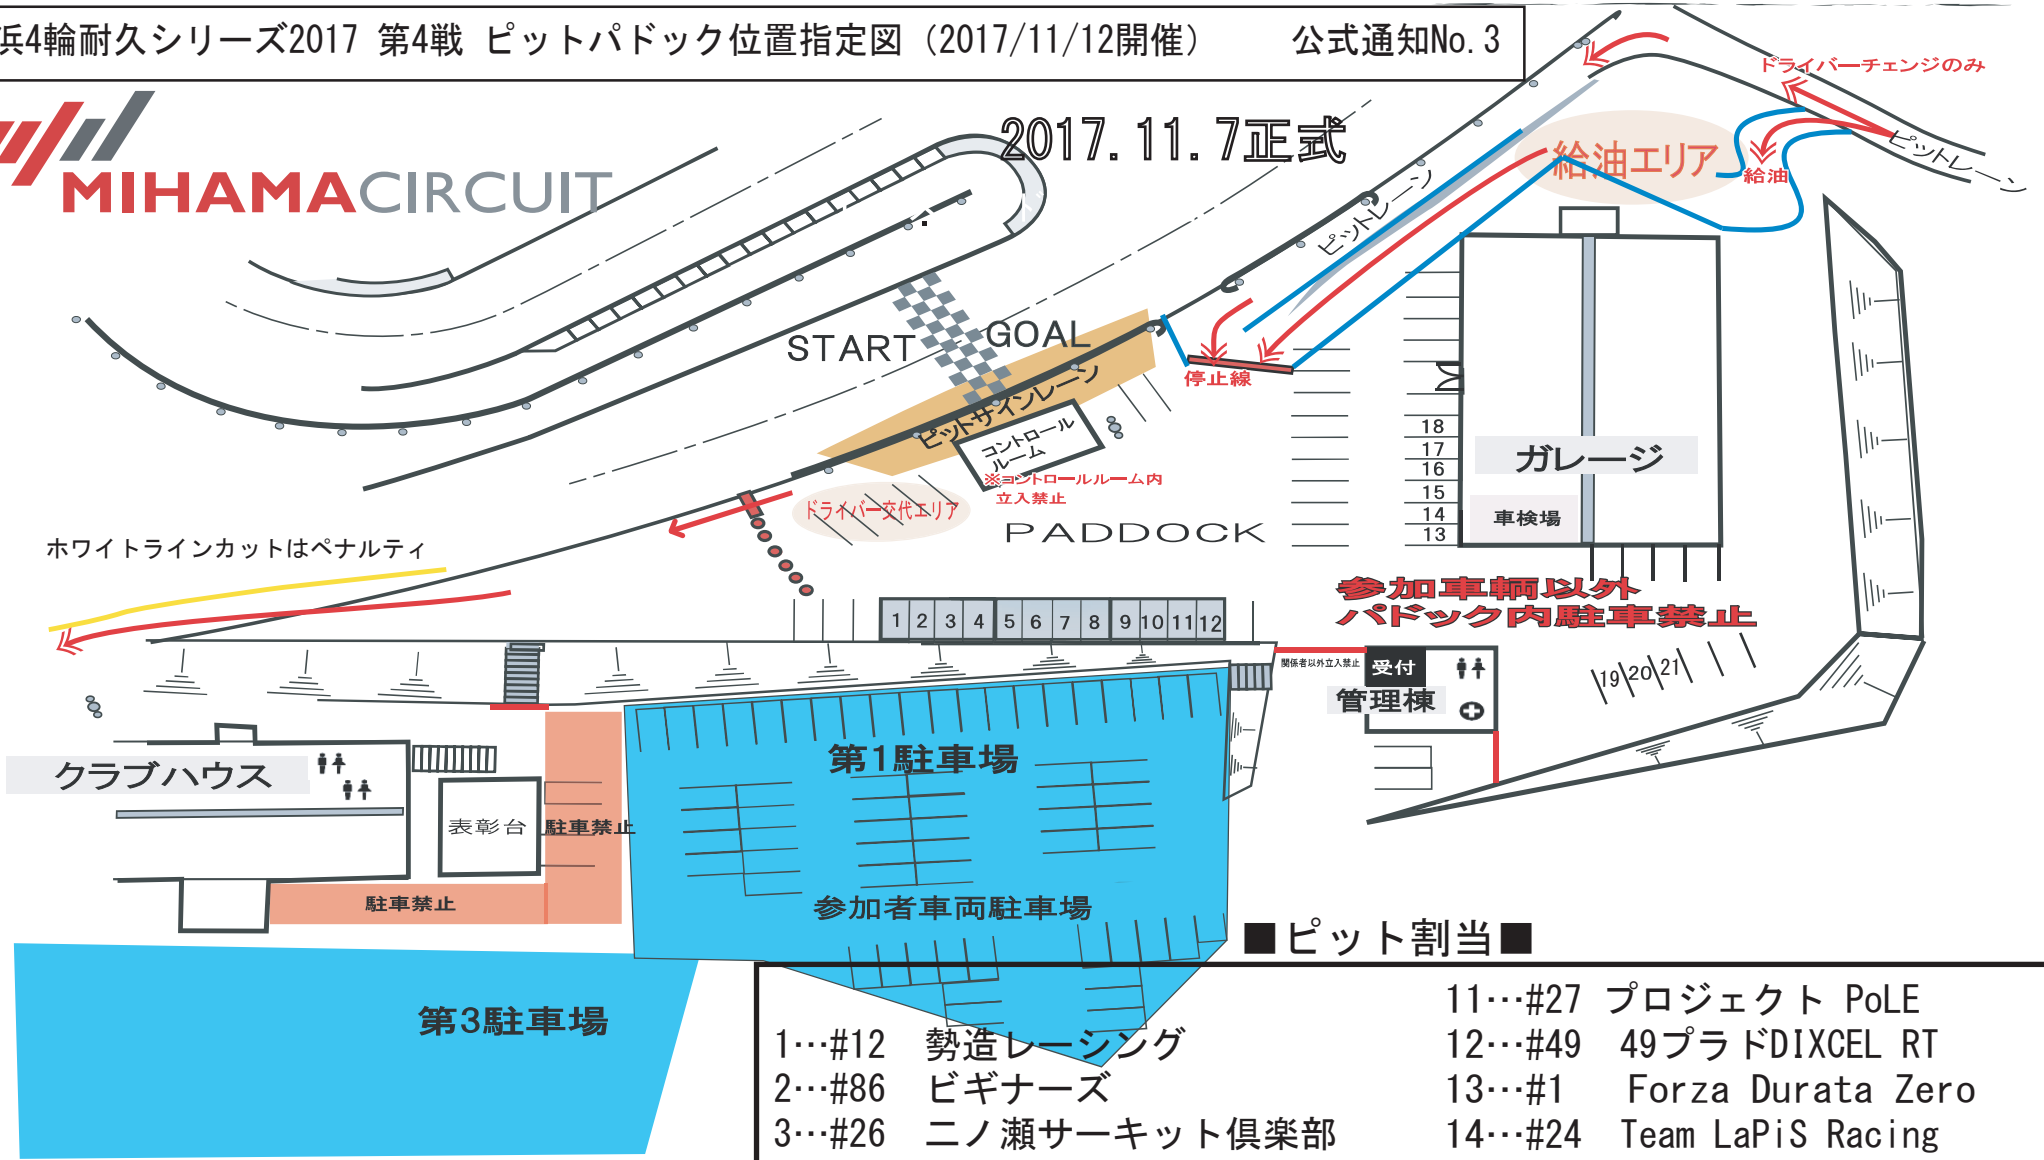 浜4輪耐久シリーズ2017 第4戦 ピットパドック位置指定図（2017/11/12開催） 公式通知No.3
MIHAMACIRCUIT
2017.11.7正式
ドライバーチェンジのみ
給油エリア
給油
ピットレーン
ピットレーン
START
GOAL
停止線
ピットサインレーン
コントロール
ルーム
※コントロールルーム内
立入禁止
ドライバー交代エリア
PADDOCK
18
17
16
15
14
13
ガレージ
車検場
ホワイトラインカットはペナルティ
参加車輌以外
パドック内駐車禁止
1 2 3 4 5 6 7 8 9 10 11 12
関係者以外立入禁止
受付
管理棟
19 20 21
クラブハウス
表彰台
駐車禁止
駐車禁止
第1駐車場
参加者車両駐車場
第3駐車場
■ピット割当■
1…#12 勢造レーシング
2…#86 ビギナーズ
3…#26 二ノ瀬サーキット倶楽部
11…#27 プロジェクト PoLE
12…#49 49プラドDIXCEL RT
13…#1 Forza Durata Zero
14…#24 Team LaPiS Racing